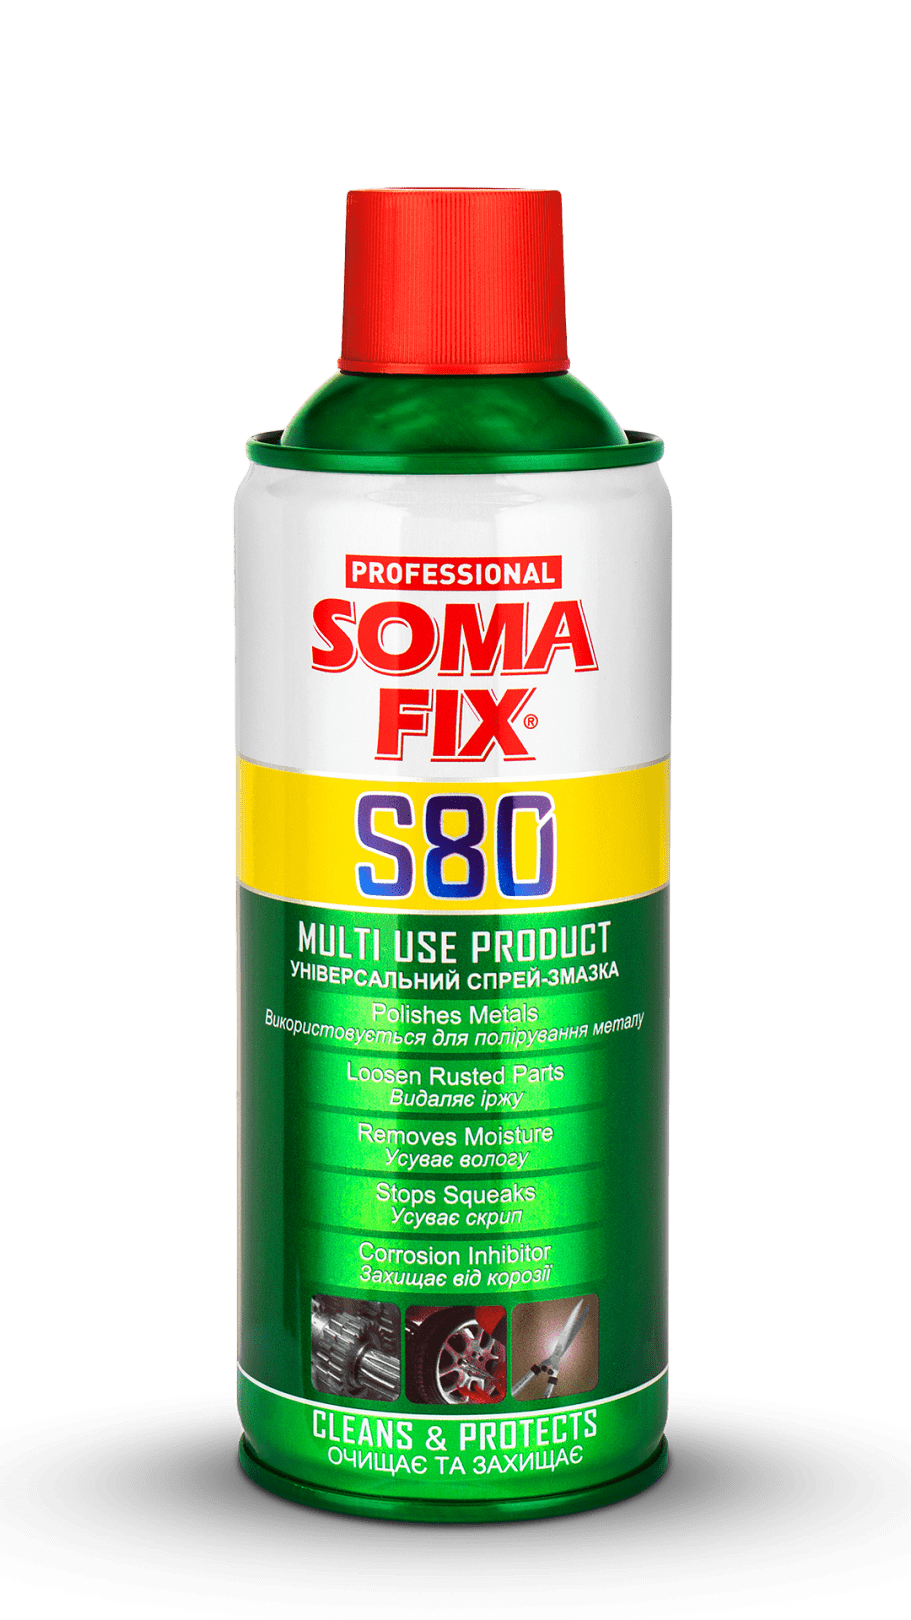 PROFESSIONAL
SOMA
FIX®
S80
MULTI USE PRODUCT
УНІВЕРСАЛЬНИЙ СПРЕЙ-ЗМАЗКА
Polishes Metals
Використовується для полірування металу
Loosen Rusted Parts
Видаляє іржу
Removes Moisture
Усуває вологу
Stops Squeaks
Усуває скрип
Corrosion Inhibitor
Захищає від корозії
CLEANS & PROTECTS
ОЧИЩАЄ ТА ЗАХИЩАЄ